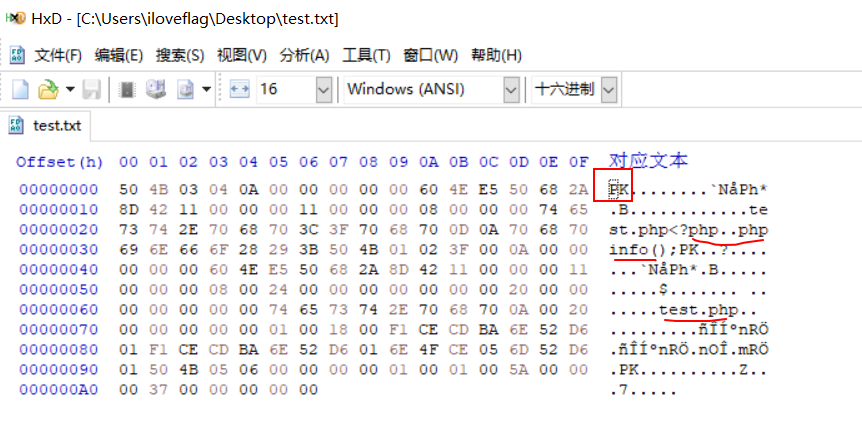 HxD - [C:\Users\iloveflag\Desktop\test.txt]
文件(F) 编辑(E) 搜索(S) 视图(V) 分析(A) 工具(T) 窗口(W) 帮助(H)
16 Windows (ANSI) 十六进制
test.txt
Offset(h) 00 01 02 03 04 05 06 07 08 09 0A 0B 0C 0D 0E 0F 对应文本
00000000 50 4B 03 04 0A 00 00 00 00 00 60 4E E5 50 68 2A PK........`NåPh*
00000010 8D 42 11 00 00 00 11 00 00 00 08 00 00 00 74 65 .B............te
00000020 73 74 2E 70 68 70 3C 3F 70 68 70 0D 0A 70 68 70 st.php<?php..php
00000030 69 6E 66 6F 28 29 3B 50 4B 01 02 3F 00 0A 00 00 info();PK..?....
00000040 00 00 00 60 4E E5 50 68 2A 8D 42 11 00 00 00 11 ...`NåPh*.B.....
00000050 00 00 00 08 00 24 00 00 00 00 00 00 00 20 00 00 .....$....... ..
00000060 00 00 00 00 00 74 65 73 74 2E 70 68 70 0A 00 20 .....test.php..
00000070 00 00 00 00 00 01 00 18 00 F1 CE CD BA 6E 52 D6 .........ñÎÍºnRÖ
00000080 01 F1 CE CD BA 6E 52 D6 01 6E 4F CE 05 6D 52 D6 .ñÎÍºnRÖ.nOÎ.mRÖ
00000090 01 50 4B 05 06 00 00 00 00 01 00 01 00 5A 00 00 .PK..........Z..
000000A0 00 37 00 00 00 00 00 .7.....